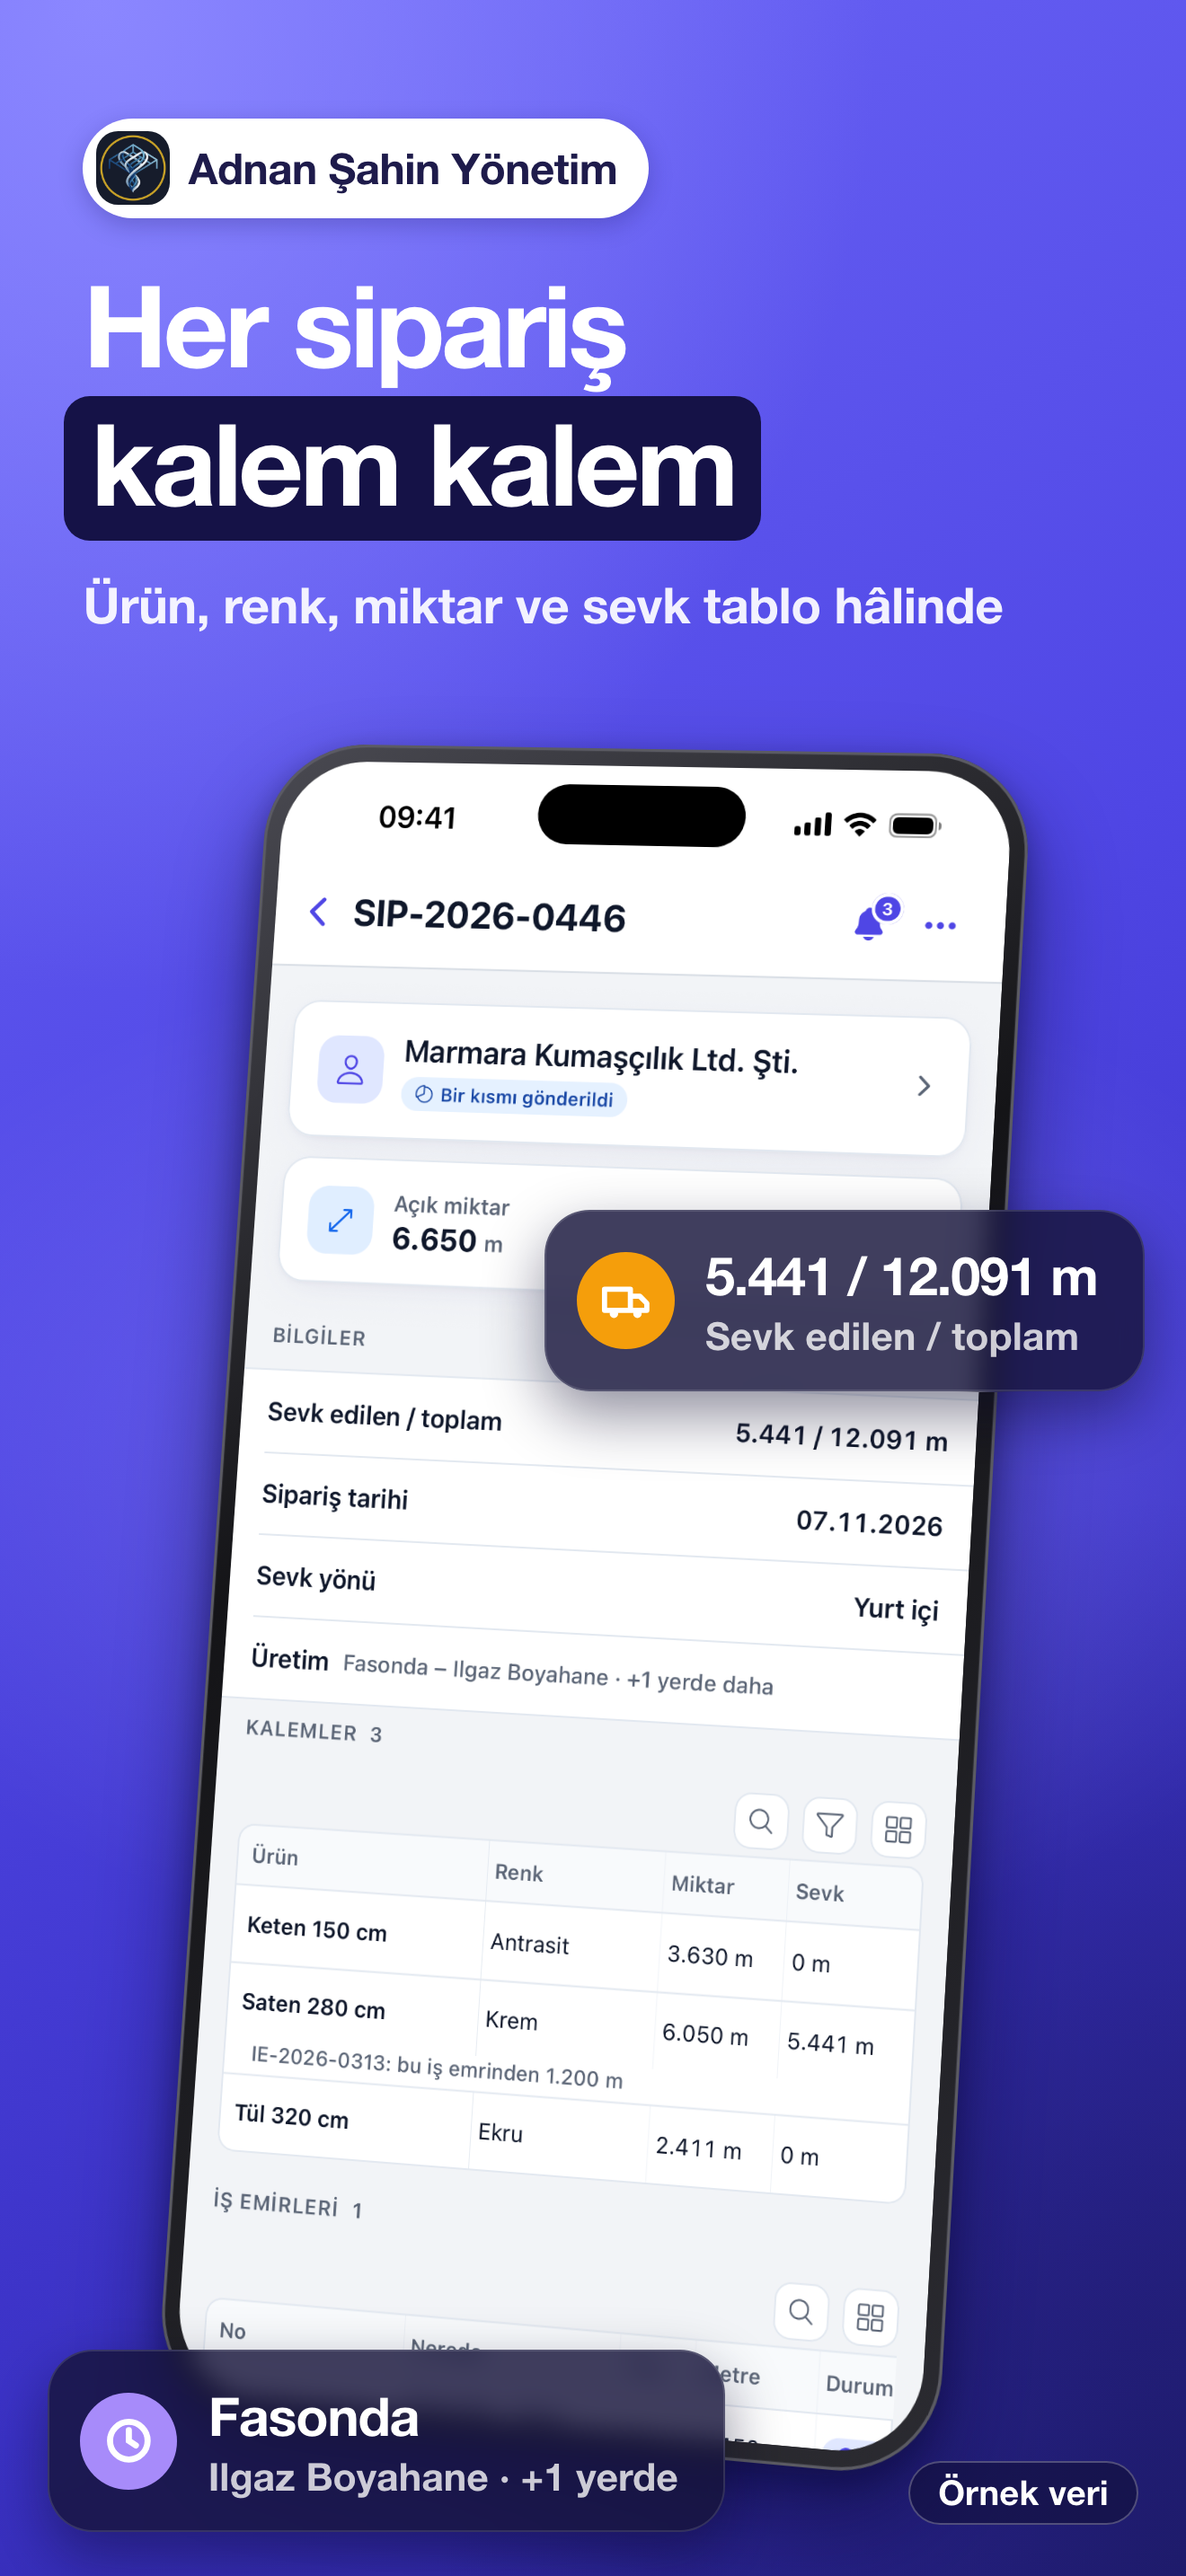 Adnan Şahin Yönetim
Her sipariş
kalem kalem
Ürün, renk, miktar ve sevk tablo hâlinde
09:41
SIP-2026-0446
3
Marmara Kumaşçılık Ltd. Şti.
Bir kısmı gönderildi
Açık miktar
6.650 m
5.441 / 12.091 m
Sevk edilen / toplam
BİLGİLER
Sevk edilen / toplam 5.441 / 12.091 m
Sipariş tarihi 07.11.2026
Sevk yönü Yurt içi
Üretim Fasonda – Ilgaz Boyahane · +1 yerde daha
KALEMLER 3
Ürün Renk Miktar Sevk
Keten 150 cm Antrasit 3.630 m 0 m
Saten 280 cm Krem 6.050 m 5.441 m
IE-2026-0313: bu iş emrinden 1.200 m
Tül 320 cm Ekru 2.411 m 0 m
İŞ EMİRLERİ 1
No Durum
Fasonda
Ilgaz Boyahane · +1 yerde
Örnek veri